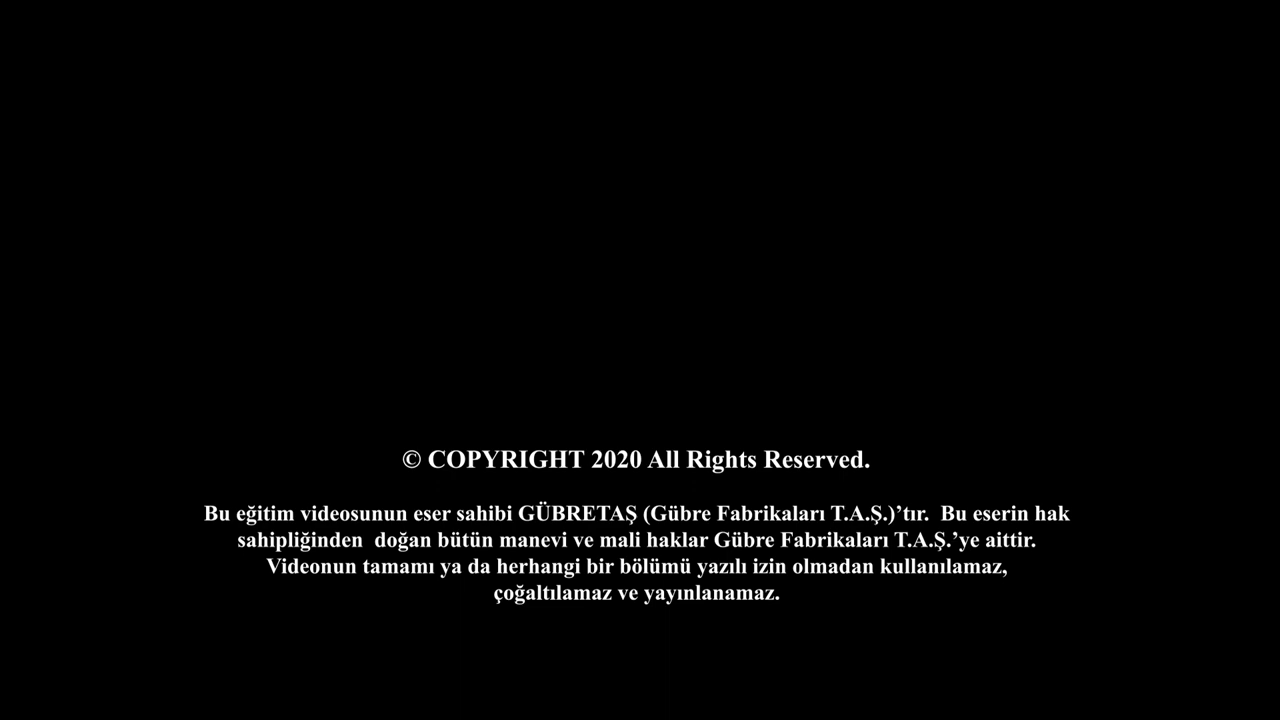 © COPYRIGHT 2020 All Rights Reserved.
Bu eğitim videosunun eser sahibi GÜBRETAŞ (Gübre Fabrikaları T.A.Ş.)’tır.  Bu eserin hak
sahipliğinden  doğan bütün manevi ve mali haklar Gübre Fabrikaları T.A.Ş.’ye aittir.
Videonun tamamı ya da herhangi bir bölümü yazılı izin olmadan kullanılamaz,
çoğaltılamaz ve yayınlanamaz.